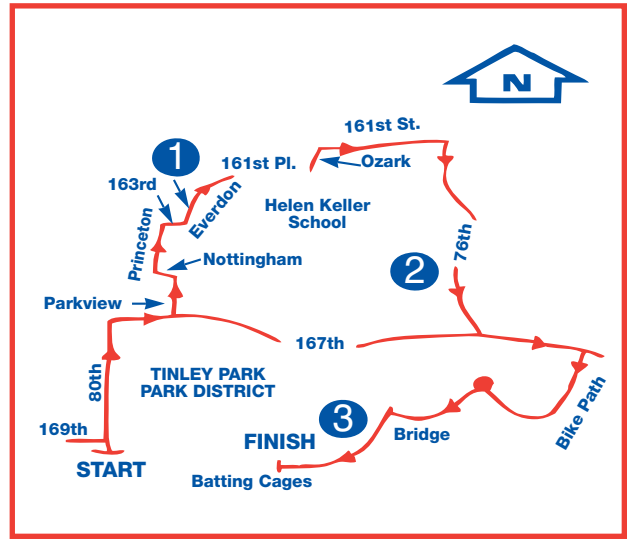 N
161st St.
1
161st Pl.
Ozark
163rd
Everdon
Helen Keller
School
Princeton
Nottingham
76th
2
Parkview
167th
80th
TINLEY PARK
PARK DISTRICT
Bike Path
169th
3
FINISH
Bridge
START
Batting Cages